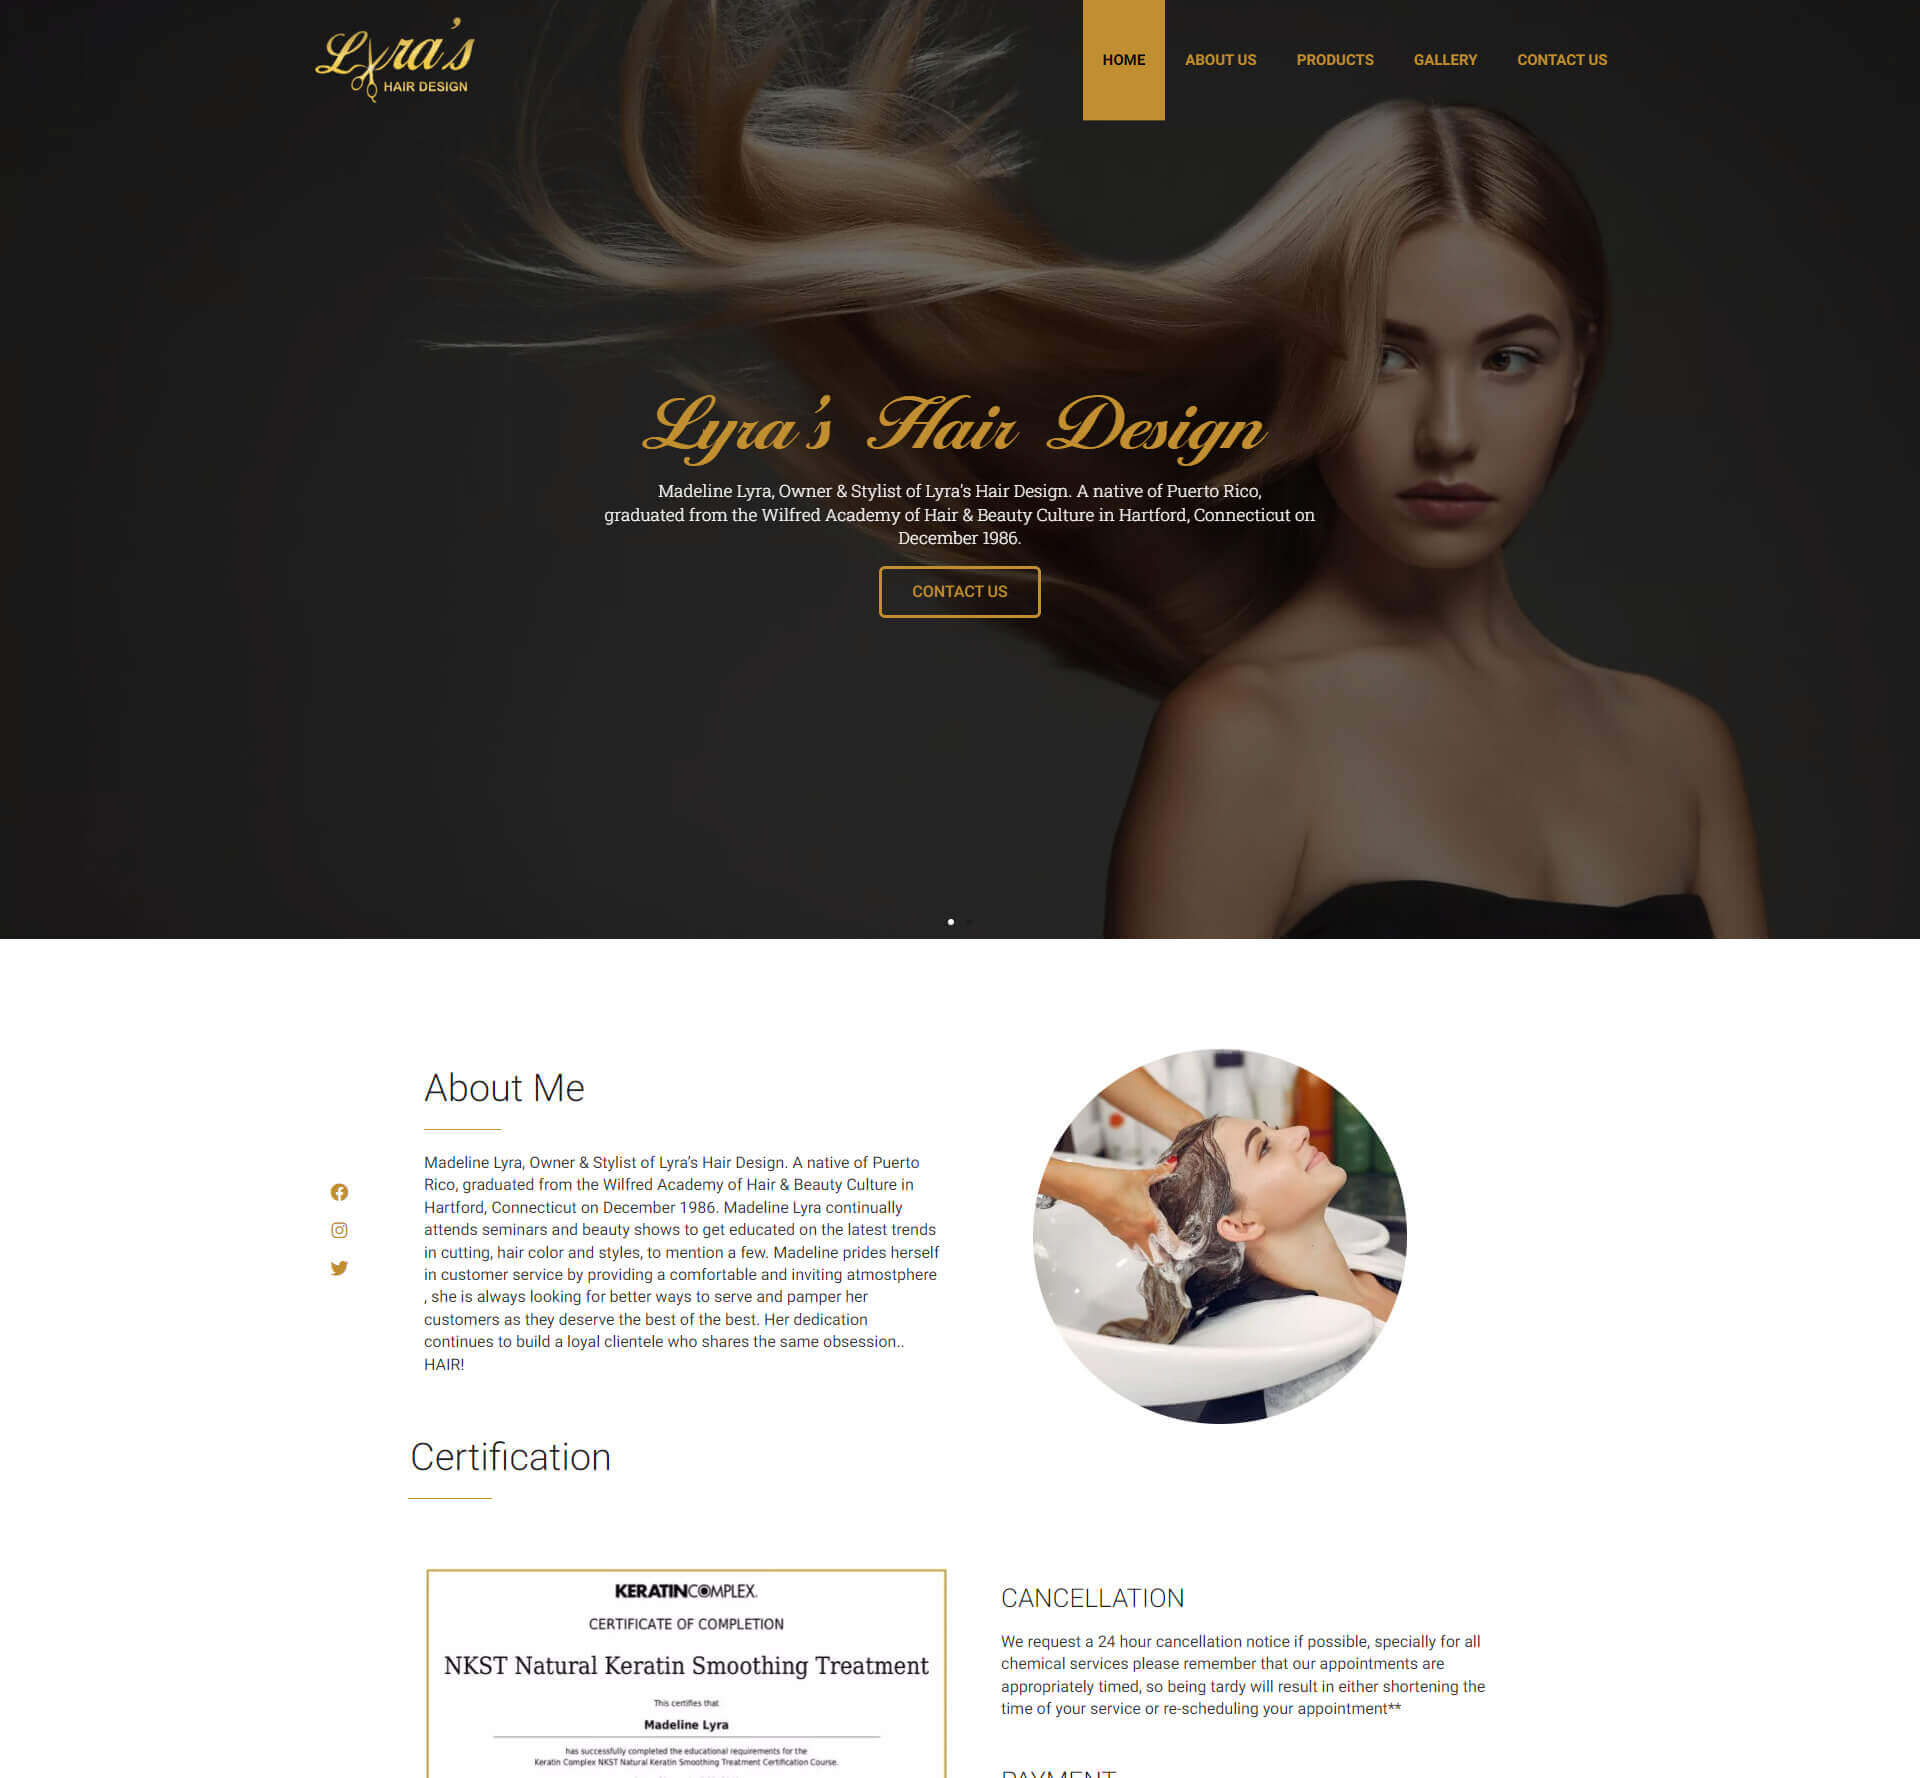 Lyra's
HAIR DESIGN
HOME
ABOUT US
PRODUCTS
GALLERY
CONTACT US
Lyra's Hair Design
Madeline Lyra, Owner & Stylist of Lyra's Hair Design. A native of Puerto Rico,
graduated from the Wilfred Academy of Hair & Beauty Culture in Hartford, Connecticut on
December 1986.
CONTACT US
About Me
Madeline Lyra, Owner & Stylist of Lyra's Hair Design. A native of Puerto
Rico, graduated from the Wilfred Academy of Hair & Beauty Culture in
Hartford, Connecticut on December 1986. Madeline Lyra continually
attends seminars and beauty shows to get educated on the latest trends
in cutting, hair color and styles, to mention a few. Madeline prides herself
in customer service by providing a comfortable and inviting atmostphere
, she is always looking for better ways to serve and pamper her
customers as they deserve the best of the best. Her dedication
continues to build a loyal clientele who shares the same obsession..
HAIR!
Certification
KERATINCOMPLEX.
CERTIFICATE OF COMPLETION
NKST Natural Keratin Smoothing Treatment
This certifies that
Madeline Lyra
has successfully completed the educational requirements for the
Keratin Complex NKST Natural Keratin Smoothing Treatment Certification Course.
CANCELLATION
We request a 24 hour cancellation notice if possible, specially for all
chemical services please remember that our appointments are
appropriately timed, so being tardy will result in either shortening the
time of your service or re-scheduling your appointment**
PAYMENT